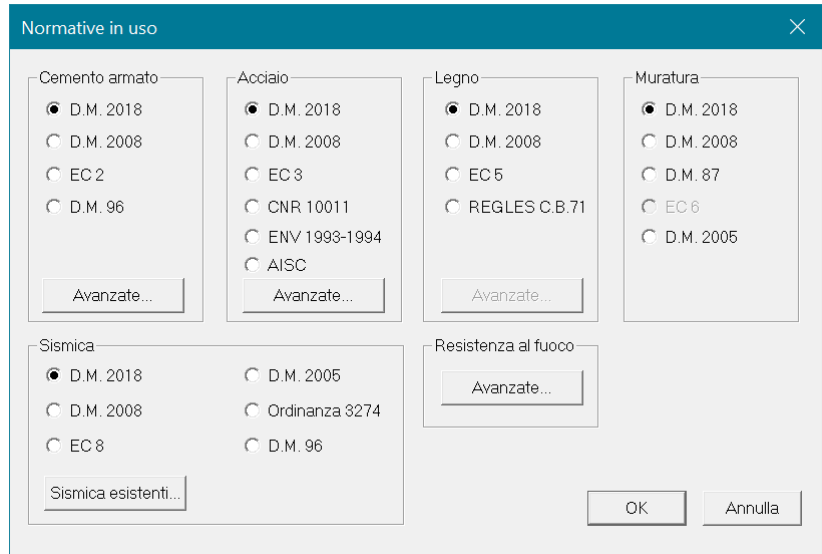 Normative in uso
Cemento armato
D.M. 2018
D.M. 2008
EC 2
D.M. 96
Avanzate...
Acciaio
D.M. 2018
D.M. 2008
EC 3
CNR 10011
ENV 1993-1994
AISC
Avanzate...
Legno
D.M. 2018
D.M. 2008
EC 5
REGLES C.B.71
Avanzate...
Muratura
D.M. 2018
D.M. 2008
D.M. 87
EC 6
D.M. 2005
Sismica
D.M. 2018
D.M. 2008
EC 8
D.M. 2005
Ordinanza 3274
D.M. 96
Sismica esistenti...
Resistenza al fuoco
Avanzate...
OK
Annulla